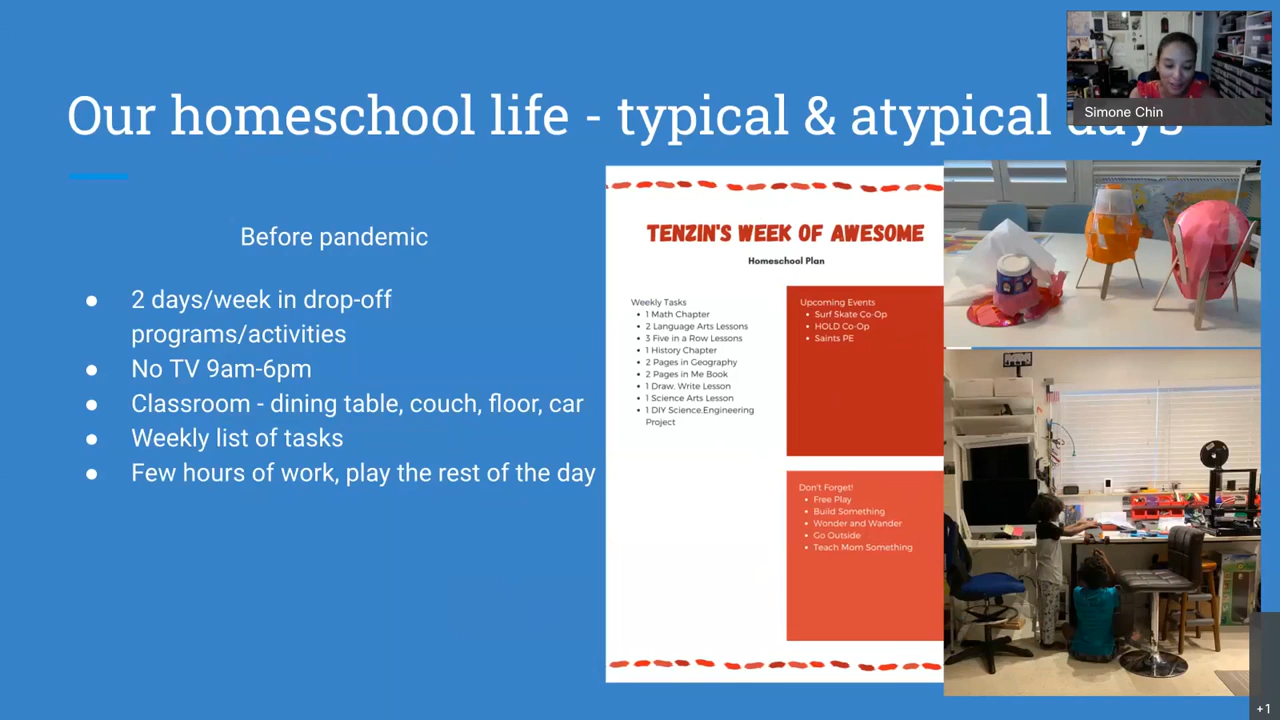 Our homeschool life - typical & atypical days
Simone Chin
Before pandemic
● 2 days/week in drop-off
programs/activities
● No TV 9am-6pm
● Classroom - dining table, couch, floor, car
● Weekly list of tasks
● Few hours of work, play the rest of the day
TENZIN'S WEEK OF AWESOME
Homeschool Plan
Weekly Tasks
• 1 Math Chapter
• 2 Language Arts Lessons
• 3 Five in a Row Lessons
• 1 History Chapter
• 2 Pages in Geography
• 2 Pages in Me Book
• 1 Draw. Write Lesson
• 1 Science Arts Lesson
• 1 DIY Science.Engineering
Project
Upcoming Events
• Surf Skate Co-Op
• HOLD Co-Op
• Saints PE
Don't Forget!
• Free Play
• Build Something
• Wonder and Wander
• Go Outside
• Teach Mom Something
+1